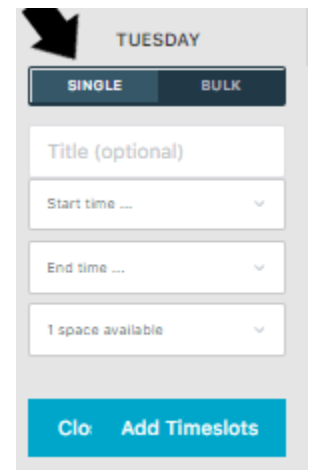 TUESDAY
SINGLE BULK
Title (optional)
Start time ...
End time ....
1 space available
Clo Add Timeslots